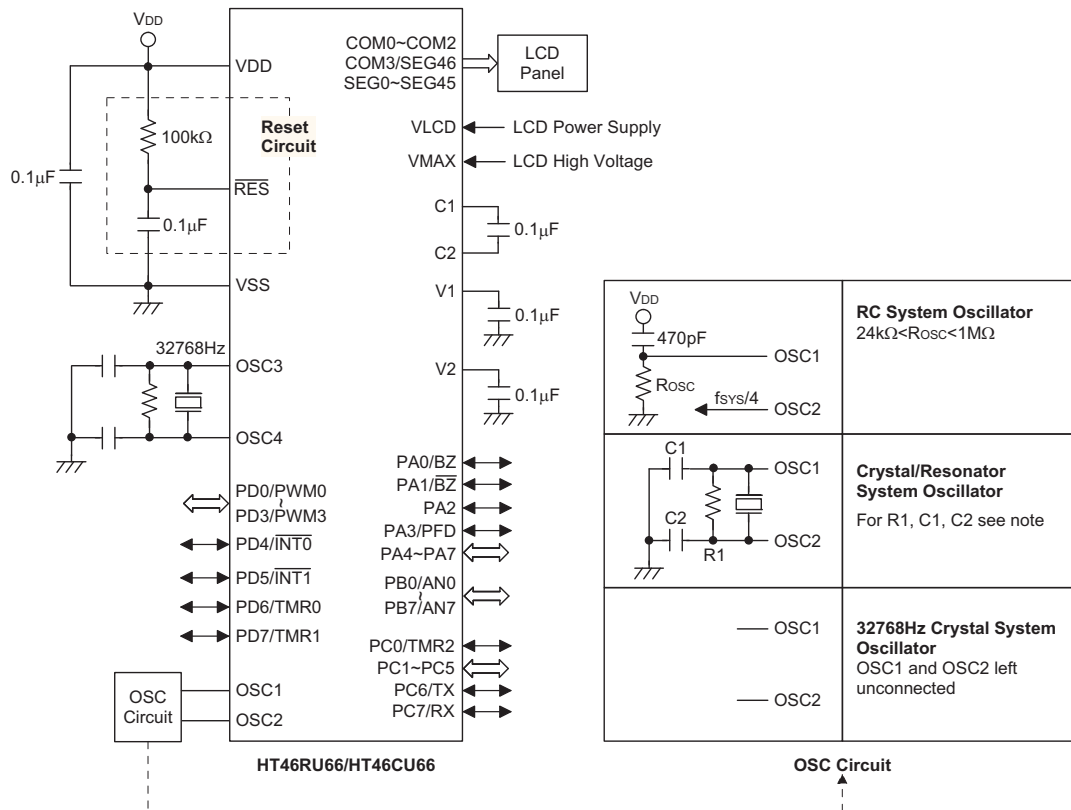 VDD
VDD
Reset
Circuit
100kΩ
0.1μF
RES
0.1μF
VSS
32768Hz
OSC3
OSC4
PD0/PWM0
~
PD3/PWM3
PD4/INT0
PD5/INT1
PD6/TMR0
PD7/TMR1
OSC
Circuit
OSC1
OSC2
COM0~COM2
COM3/SEG46
SEG0~SEG45
LCD
Panel
VLCD
LCD Power Supply
VMAX
LCD High Voltage
C1
0.1μF
C2
V1
0.1μF
V2
0.1μF
PA0/BZ
PA1/BZ
PA2
PA3/PFD
PA4~PA7
PB0/AN0
~
PB7/AN7
PC0/TMR2
PC1~PC5
PC6/TX
PC7/RX
HT46RU66/HT46CU66
VDD
470pF
OSC1
ROSC
fSYS/4
OSC2
RC System Oscillator
24kΩ<ROSC<1MΩ
C1
OSC1
C2
R1
OSC2
Crystal/Resonator
System Oscillator
For R1, C1, C2 see note
OSC1
OSC2
32768Hz Crystal System
Oscillator
OSC1 and OSC2 left
unconnected
OSC Circuit